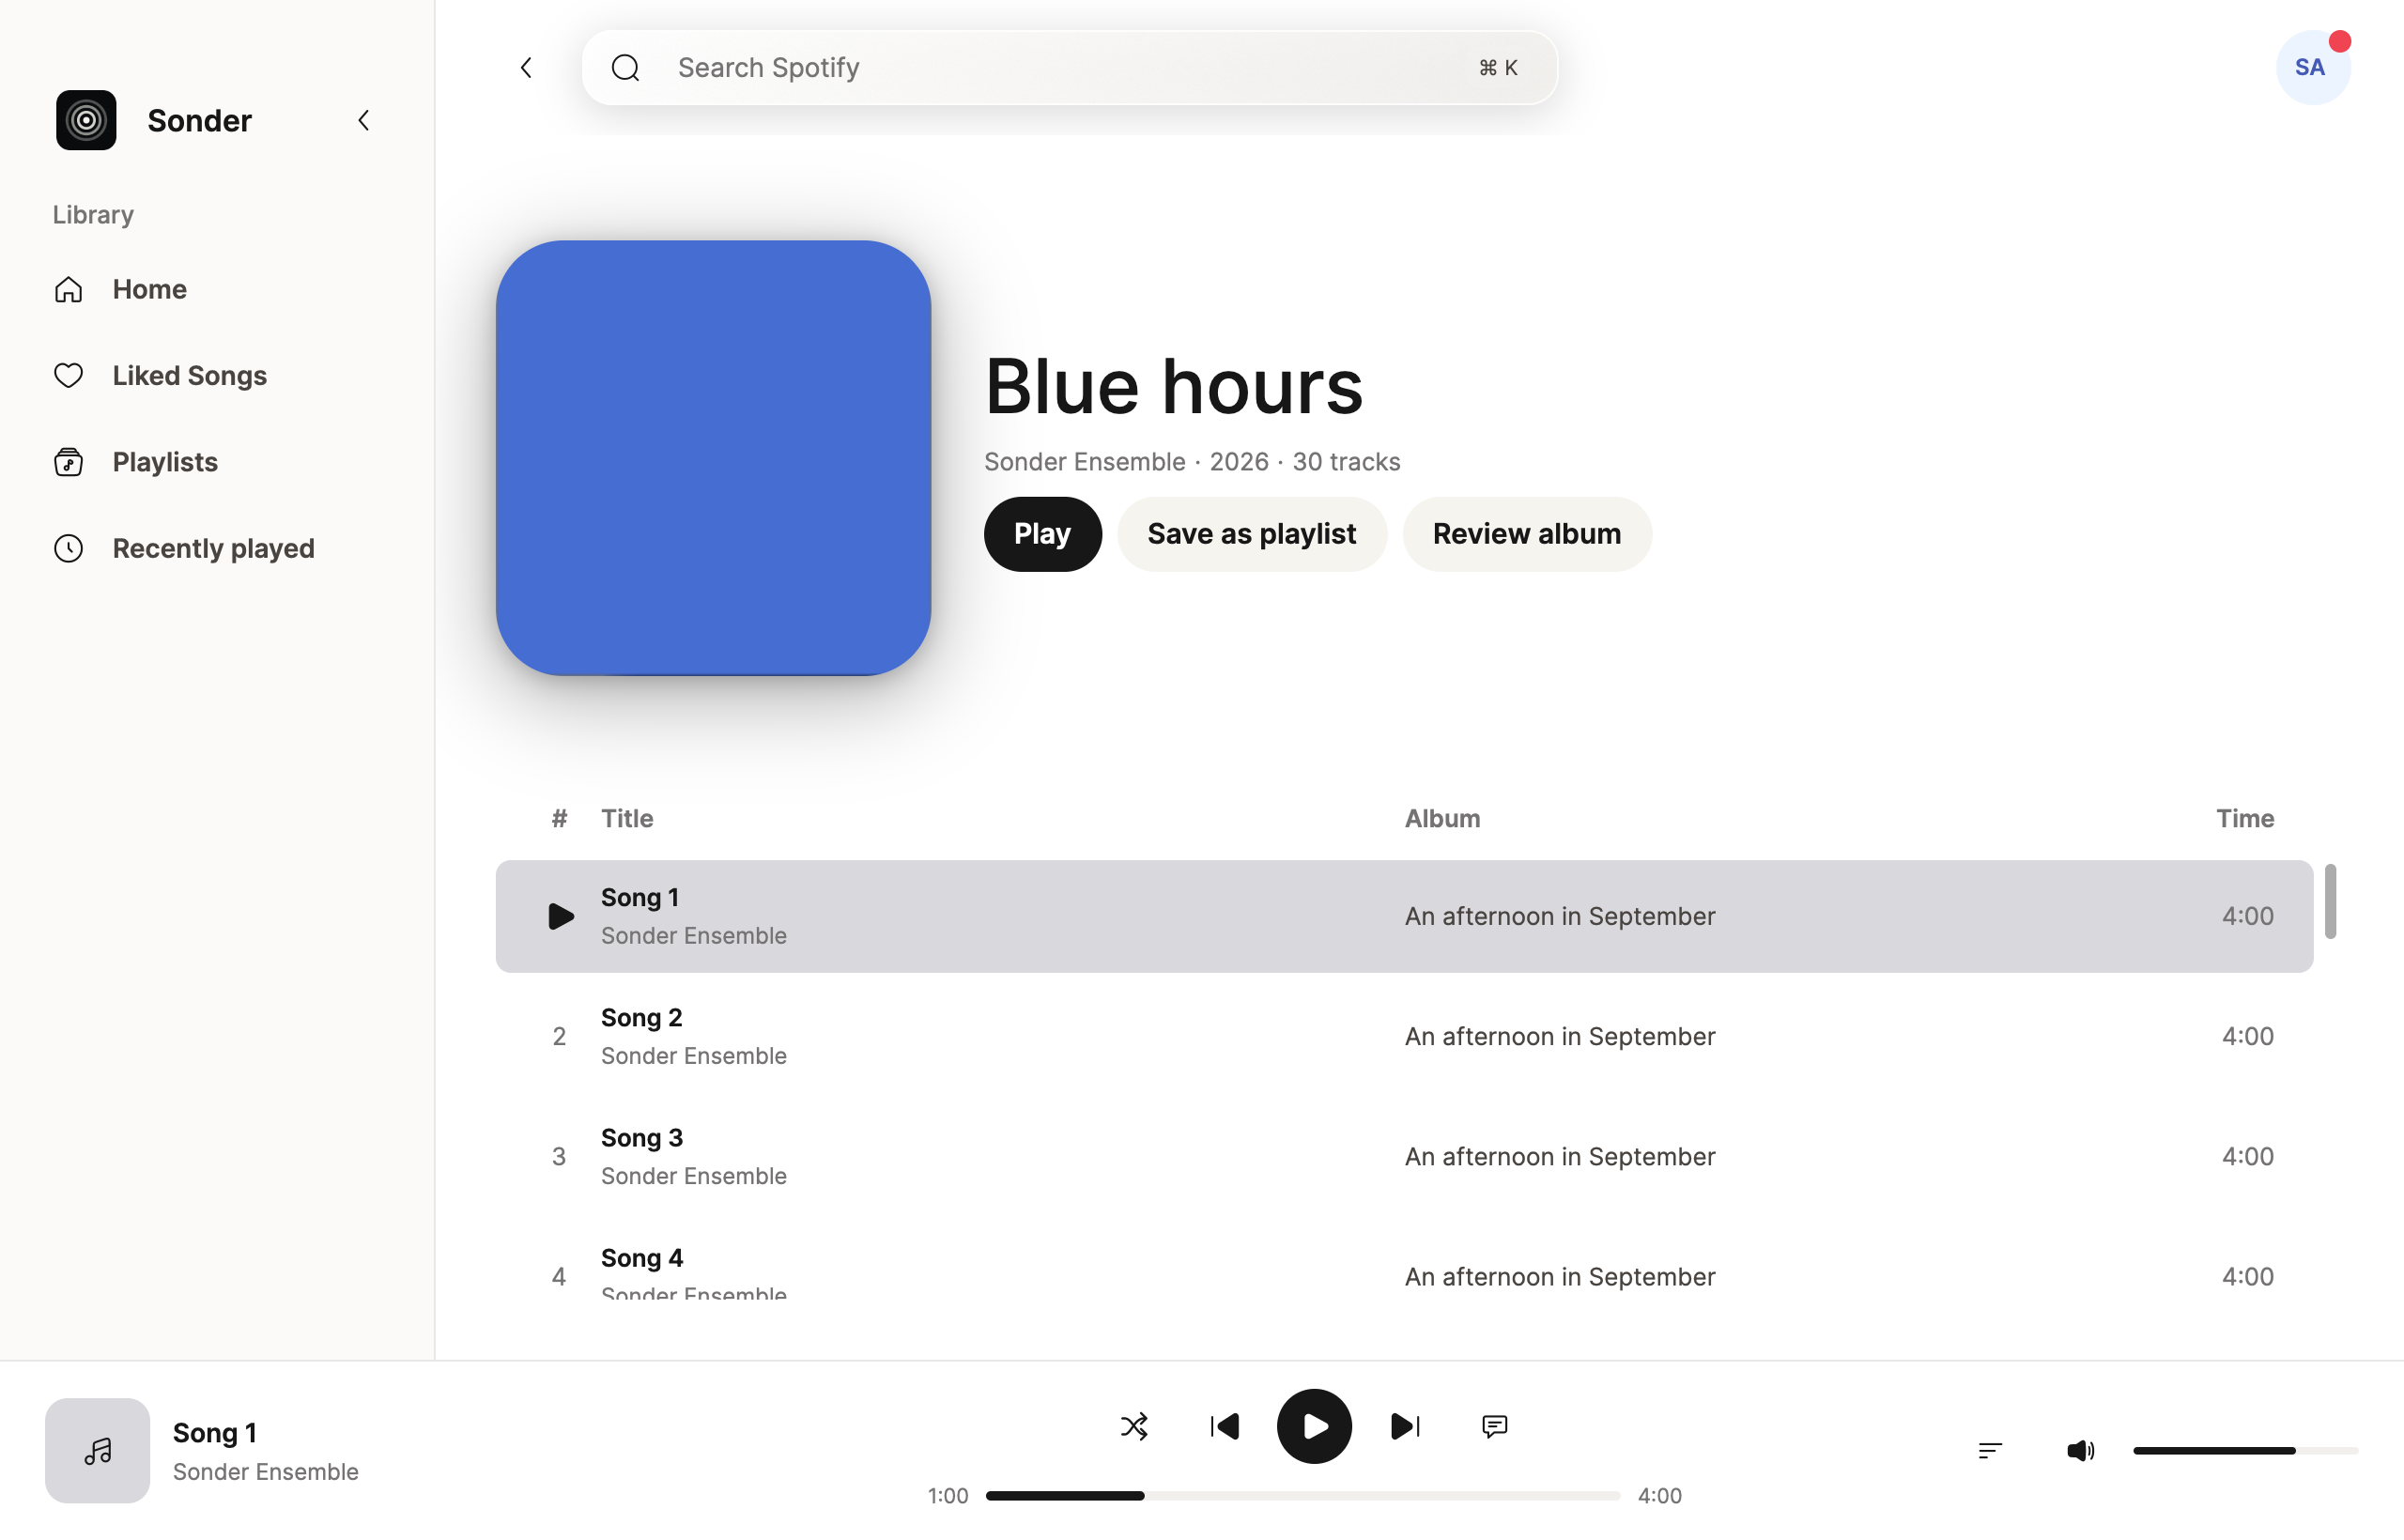 Sonder
Library
Home
Liked Songs
Playlists
Recently played
Search Spotify ⌘ K
SA
Blue hours
Sonder Ensemble · 2026 · 30 tracks
Play Save as playlist Review album
# Title Album Time
Song 1
Sonder Ensemble
An afternoon in September 4:00
2
Song 2
Sonder Ensemble
An afternoon in September 4:00
3
Song 3
Sonder Ensemble
An afternoon in September 4:00
4
Song 4
Sonder Ensemble
An afternoon in September 4:00
Song 1
Sonder Ensemble
1:00 4:00